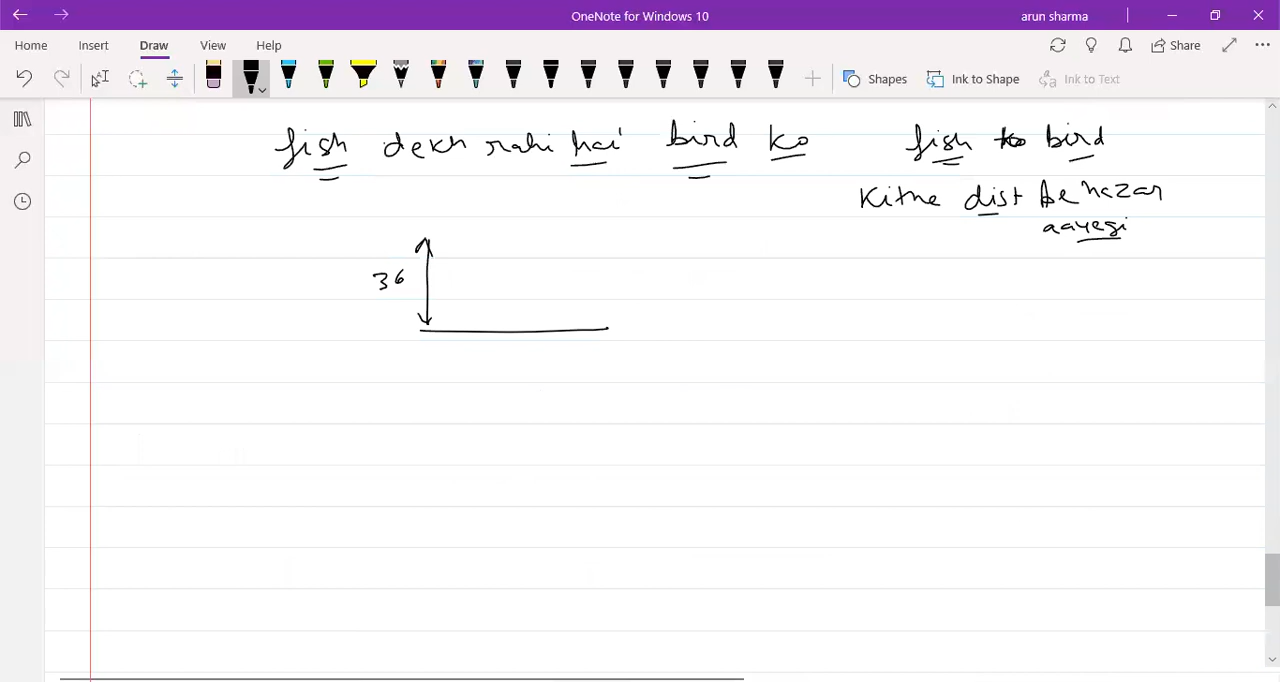 OneNote for Windows 10
arun sharma
Home Insert Draw View Help
Share
Shapes Ink to Shape Ink to Text
fish dekh rahi hai bird ko
fish to bird
Kitne dist pe nazar
aayegi
36